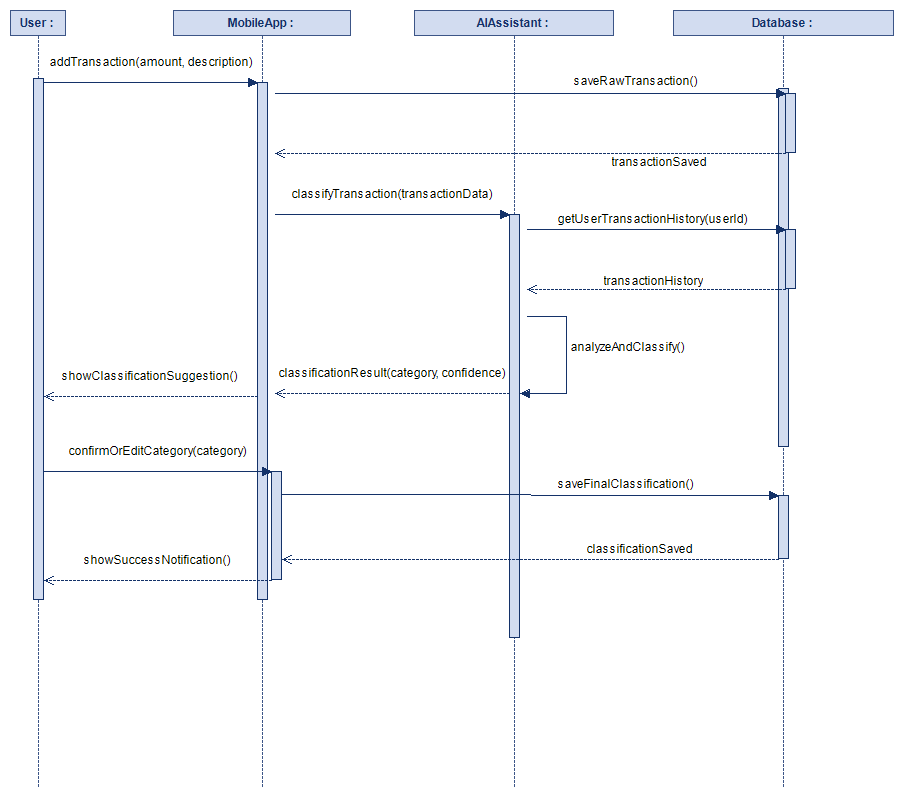 User :
MobileApp :
AIAssistant :
Database :
addTransaction(amount, description)
saveRawTransaction()
transactionSaved
classifyTransaction(transactionData)
getUserTransactionHistory(userId)
transactionHistory
analyzeAndClassify()
classificationResult(category, confidence)
showClassificationSuggestion()
confirmOrEditCategory(category)
saveFinalClassification()
classificationSaved
showSuccessNotification()